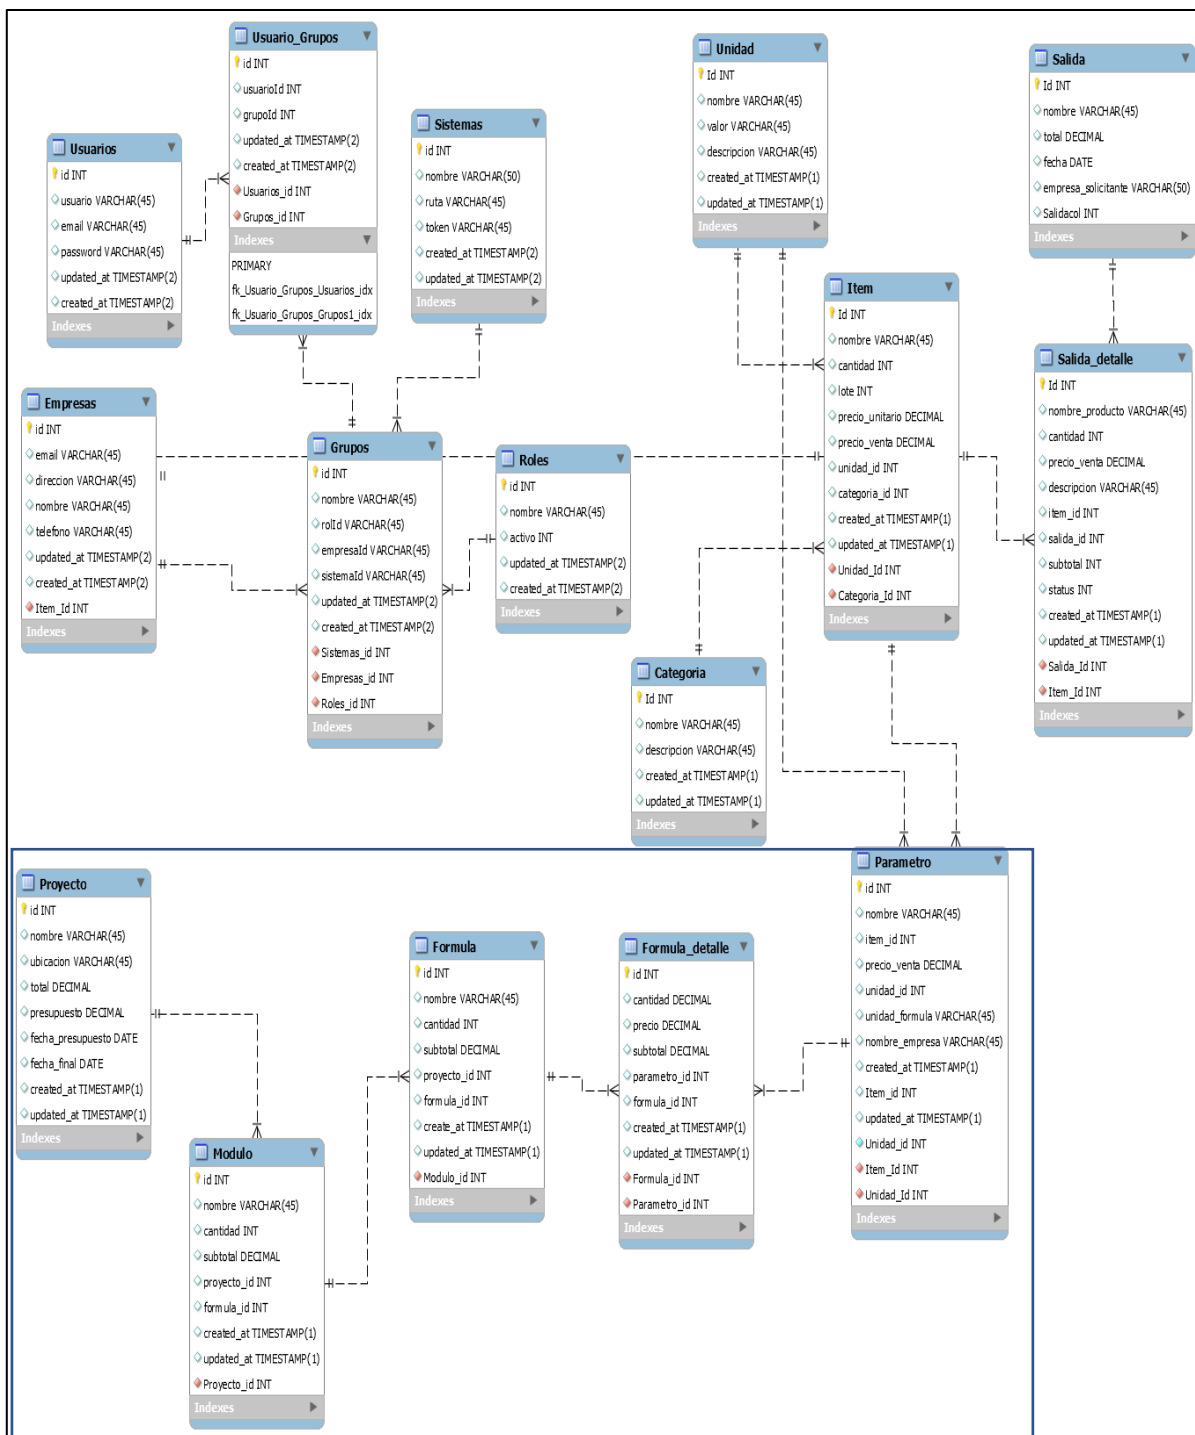 Usuario_Grupos
id INT
usuarioId INT
grupoId INT
updated_at TIMESTAMP(2)
created_at TIMESTAMP(2)
Usuarios_id INT
Grupos_id INT
Indexes
PRIMARY
fk_Usuario_Grupos_Usuarios_idx
fk_Usuario_Grupos_Grupos1_idx
Unidad
Id INT
nombre VARCHAR(45)
valor VARCHAR(45)
descripcion VARCHAR(45)
created_at TIMESTAMP(1)
updated_at TIMESTAMP(1)
Indexes
Salida
Id INT
nombre VARCHAR(45)
total DECIMAL
fecha DATE
empresa_solicitante VARCHAR(50)
Salidacol INT
Indexes
Usuarios
id INT
usuario VARCHAR(45)
email VARCHAR(45)
password VARCHAR(45)
updated_at TIMESTAMP(2)
created_at TIMESTAMP(2)
Indexes
Sistemas
id INT
nombre VARCHAR(50)
ruta VARCHAR(45)
token VARCHAR(45)
created_at TIMESTAMP(2)
updated_at TIMESTAMP(2)
Indexes
Item
Id INT
nombre VARCHAR(45)
cantidad INT
lote INT
precio_unitario DECIMAL
precio_venta DECIMAL
unidad_id INT
categoria_id INT
created_at TIMESTAMP(1)
updated_at TIMESTAMP(1)
Unidad_Id INT
Categoria_Id INT
Indexes
Salida_detalle
Id INT
nombre_producto VARCHAR(45)
cantidad INT
precio_venta DECIMAL
descripcion VARCHAR(45)
item_id INT
salida_id INT
subtotal INT
status INT
created_at TIMESTAMP(1)
updated_at TIMESTAMP(1)
Salida_Id INT
Item_Id INT
Indexes
Empresas
id INT
email VARCHAR(45)
direccion VARCHAR(45)
nombre VARCHAR(45)
telefono VARCHAR(45)
updated_at TIMESTAMP(2)
created_at TIMESTAMP(2)
Item_Id INT
Indexes
Grupos
id INT
nombre VARCHAR(45)
rolId VARCHAR(45)
empresaId VARCHAR(45)
sistemaId VARCHAR(45)
updated_at TIMESTAMP(2)
created_at TIMESTAMP(2)
Sistemas_id INT
Empresas_id INT
Roles_id INT
Indexes
Roles
id INT
nombre VARCHAR(45)
activo INT
updated_at TIMESTAMP(2)
created_at TIMESTAMP(2)
Indexes
Categoria
Id INT
nombre VARCHAR(45)
descripcion VARCHAR(45)
created_at TIMESTAMP(1)
updated_at TIMESTAMP(1)
Indexes
Proyecto
id INT
nombre VARCHAR(45)
ubicacion VARCHAR(45)
total DECIMAL
presupuesto DECIMAL
fecha_presupuesto DATE
fecha_final DATE
created_at TIMESTAMP(1)
updated_at TIMESTAMP(1)
Indexes
Modulo
id INT
nombre VARCHAR(45)
cantidad INT
subtotal DECIMAL
proyecto_id INT
formula_id INT
created_at TIMESTAMP(1)
updated_at TIMESTAMP(1)
Proyecto_id INT
Indexes
Formula
id INT
nombre VARCHAR(45)
cantidad INT
subtotal DECIMAL
proyecto_id INT
formula_id INT
create_at TIMESTAMP(1)
updated_at TIMESTAMP(1)
Modulo_id INT
Indexes
Formula_detalle
id INT
cantidad DECIMAL
precio DECIMAL
subtotal DECIMAL
parametro_id INT
formula_id INT
created_at TIMESTAMP(1)
updated_at TIMESTAMP(1)
Formula_id INT
Parametro_id INT
Indexes
Parametro
id INT
nombre VARCHAR(45)
item_id INT
precio_venta DECIMAL
unidad_id INT
unidad_formula VARCHAR(45)
nombre_empresa VARCHAR(45)
created_at TIMESTAMP(1)
Item_id INT
updated_at TIMESTAMP(1)
Unidad_id INT
Item_Id INT
Unidad_Id INT
Indexes